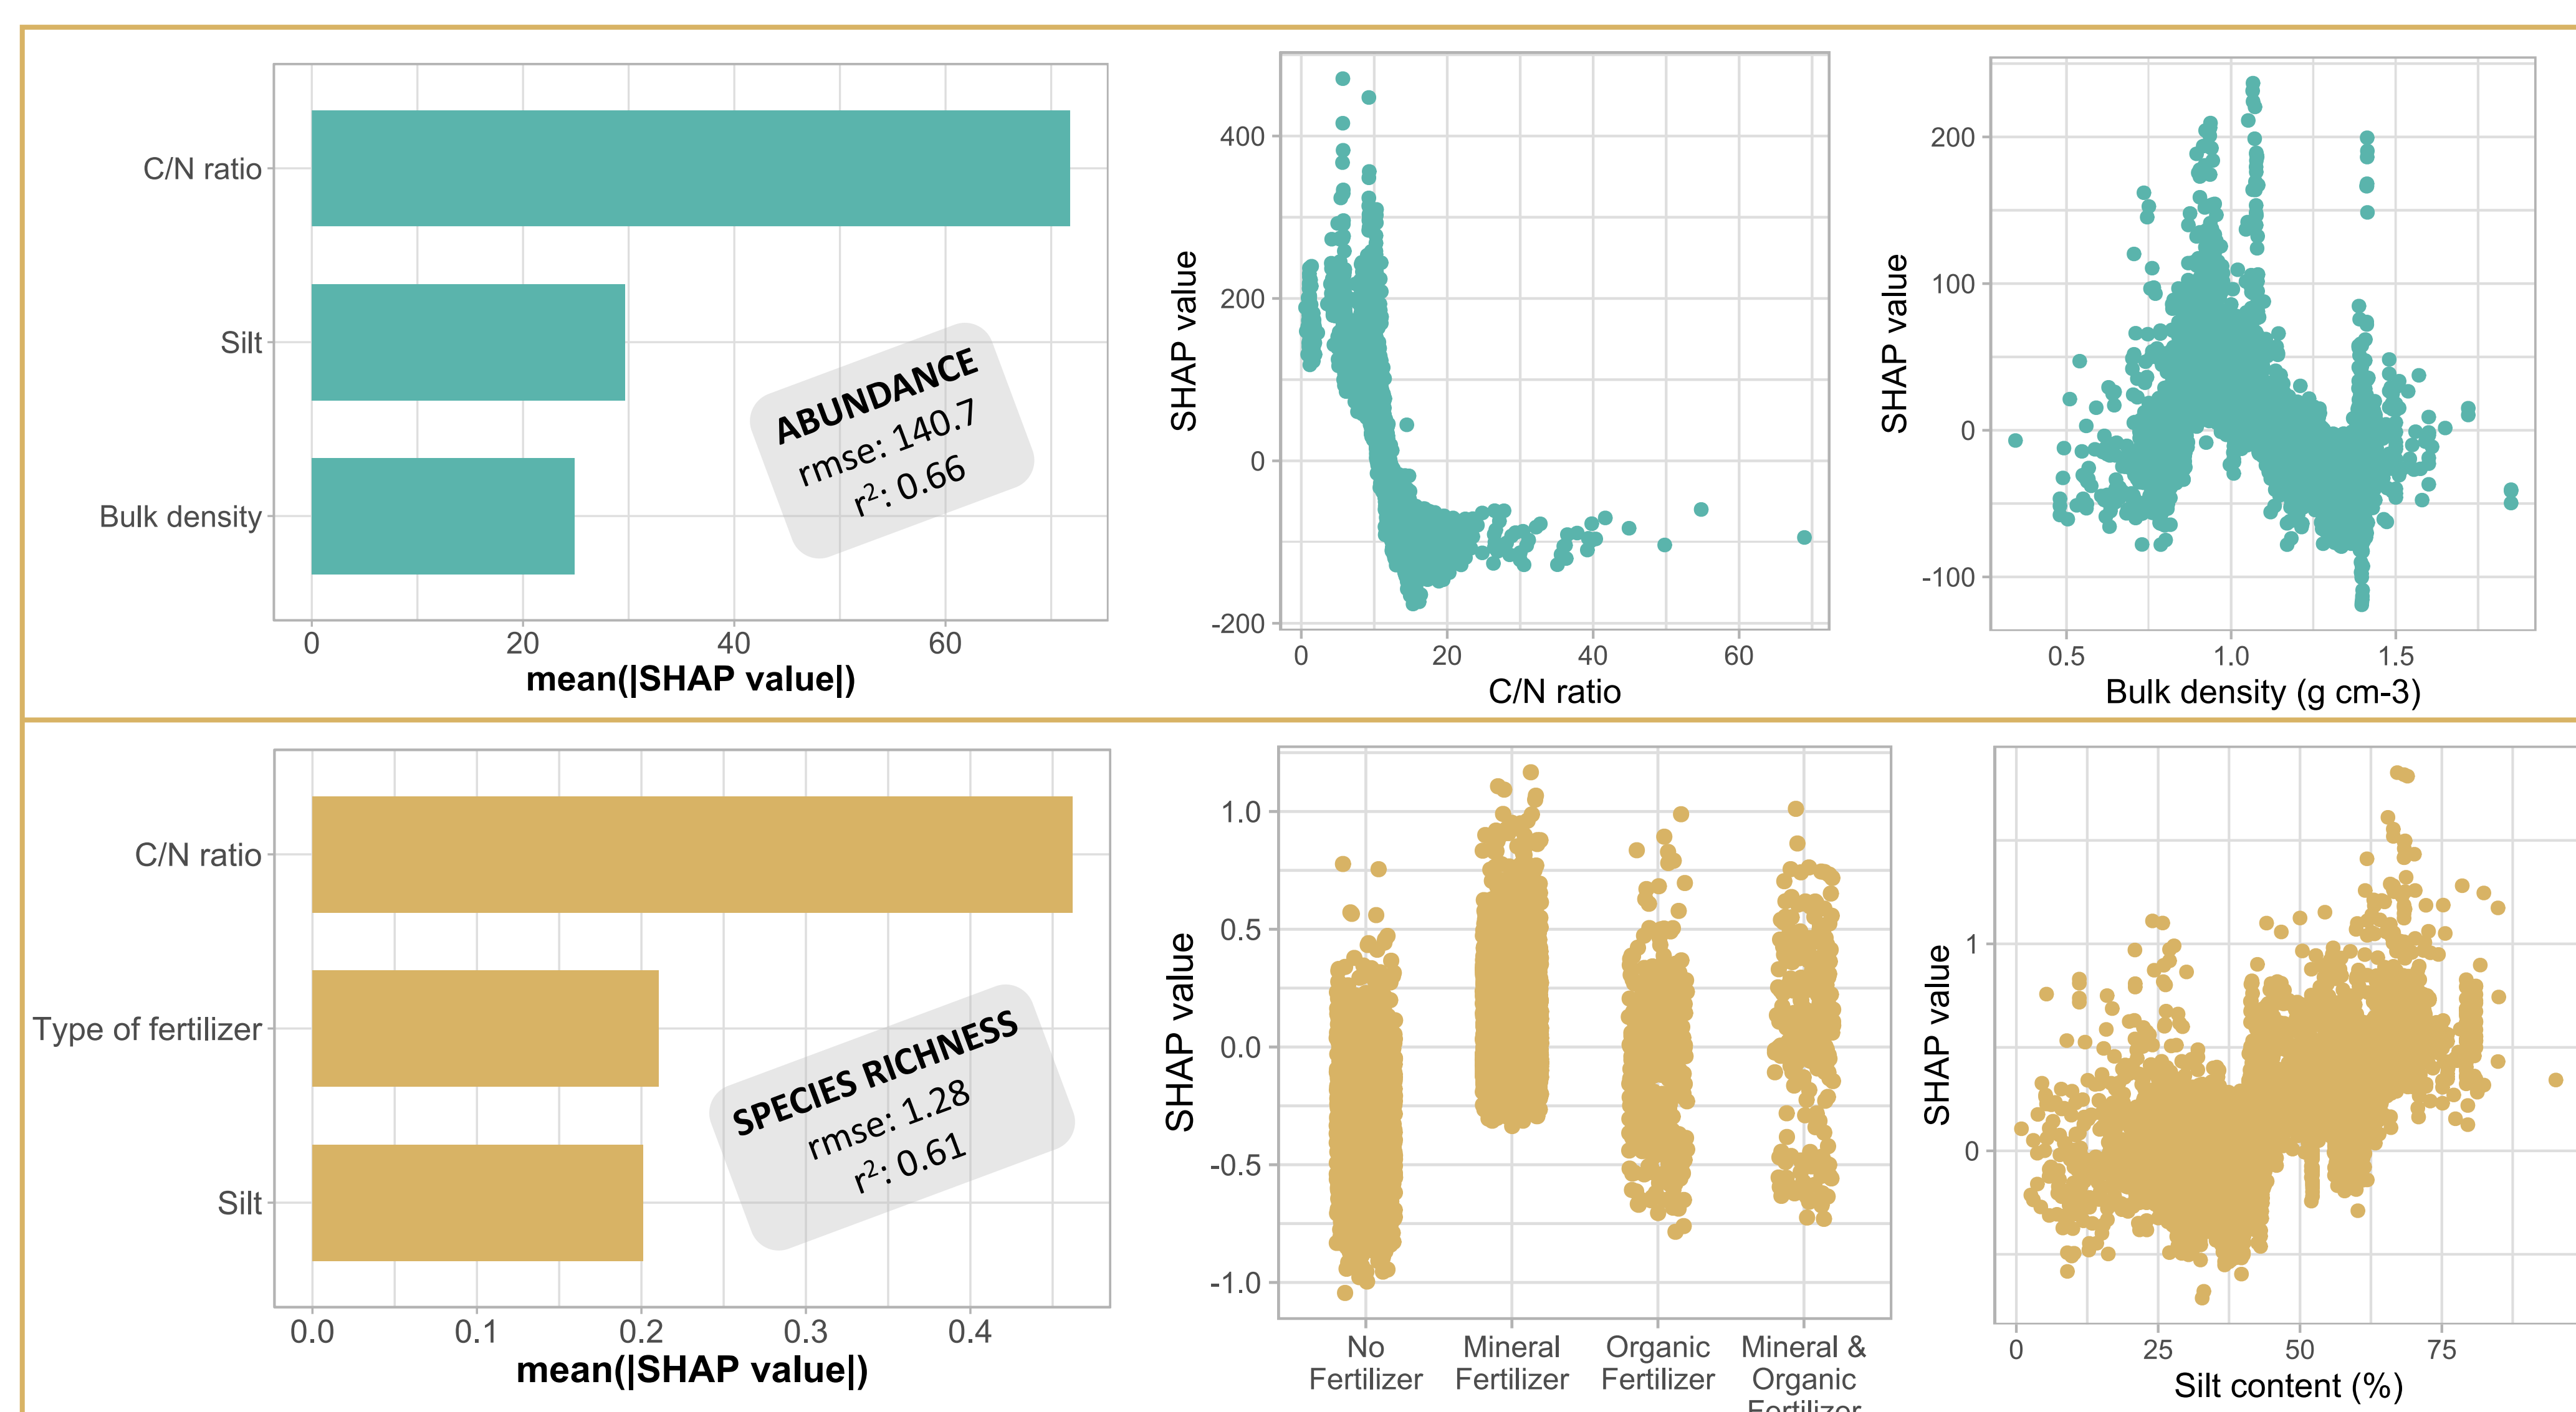 C/N ratio
Silt
Bulk density
0 20 40 60
mean(|SHAP value|)
ABUNDANCE
rmse: 140.7
r²: 0.66
SHAP value
400
200
0
-200
0 20 40 60
C/N ratio
SHAP value
200
100
0
-100
0.5 1.0 1.5
Bulk density (g cm-3)
C/N ratio
Type of fertilizer
Silt
0.0 0.1 0.2 0.3 0.4
mean(|SHAP value|)
SPECIES RICHNESS
rmse: 1.28
r²: 0.61
SHAP value
1.0
0.5
0.0
-0.5
-1.0
No
Fertilizer
Mineral
Fertilizer
Organic
Fertilizer
Mineral &
Organic
Fertilizer
SHAP value
1
0
0 25 50 75
Silt content (%)